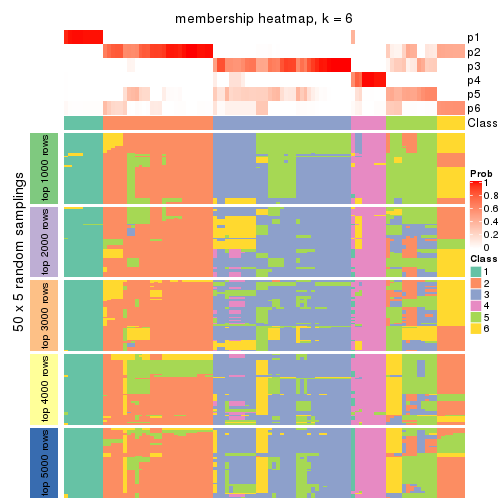 membership heatmap, k = 6
p1
p2
p3
p4
p5
p6
Class
50 x 5 random samplings
top 1000 rows
top 2000 rows
top 3000 rows
top 4000 rows
top 5000 rows
Prob
1
0.8
0.6
0.4
0.2
0
Class
1
2
3
4
5
6